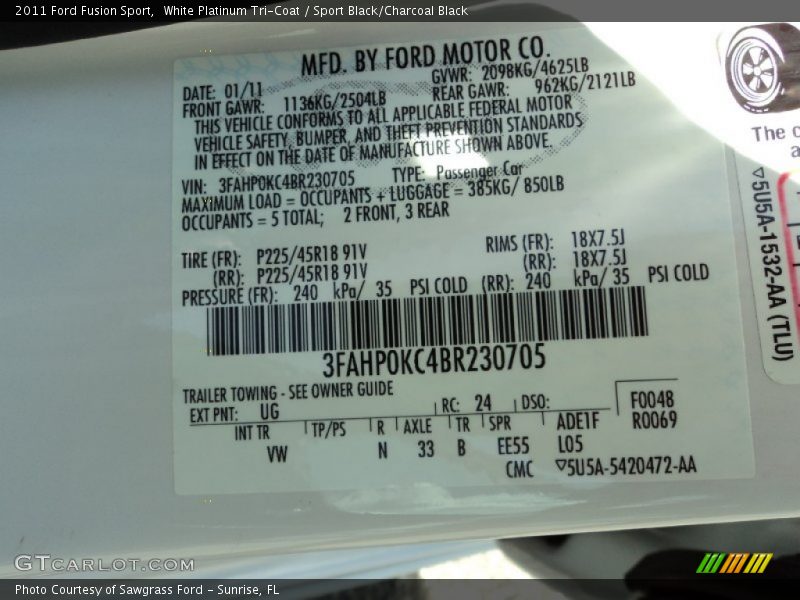 2011 Ford Fusion Sport,  White Platinum Tri-Coat / Sport Black/Charcoal Black
MFD. BY FORD MOTOR CO.
DATE: 01/11 GVWR: 2098KG/4625LB
FRONT GAWR: 1136KG/2504LB REAR GAWR: 962KG/2121LB
THIS VEHICLE CONFORMS TO ALL APPLICABLE FEDERAL MOTOR
VEHICLE SAFETY, BUMPER, AND THEFT PREVENTION STANDARDS
IN EFFECT ON THE DATE OF MANUFACTURE SHOWN ABOVE.
VIN: 3FAHP0KC4BR230705 TYPE: Passenger Car
MAXIMUM LOAD = OCCUPANTS + LUGGAGE = 385KG/ 850LB
OCCUPANTS = 5 TOTAL; 2 FRONT, 3 REAR
TIRE (FR): P225/45R18 91V RIMS (FR): 18X7.5J
(RR): P225/45R18 91V (RR): 18X7.5J
PRESSURE (FR): 240 kPa/ 35 PSI COLD (RR): 240 kPa/ 35 PSI COLD
3FAHP0KC4BR230705
TRAILER TOWING - SEE OWNER GUIDE
EXT PNT: UG RC: 24 DSO: F0048
INT TR TP/PS R AXLE TR SPR ADE1F R0069
VW N 33 B EE55 L05
CMC ▽5U5A-5420472-AA
The c
a
▽5U5A-1532-AA (TLU)
GTCARLOT.COM
Photo Courtesy of Sawgrass Ford - Sunrise, FL